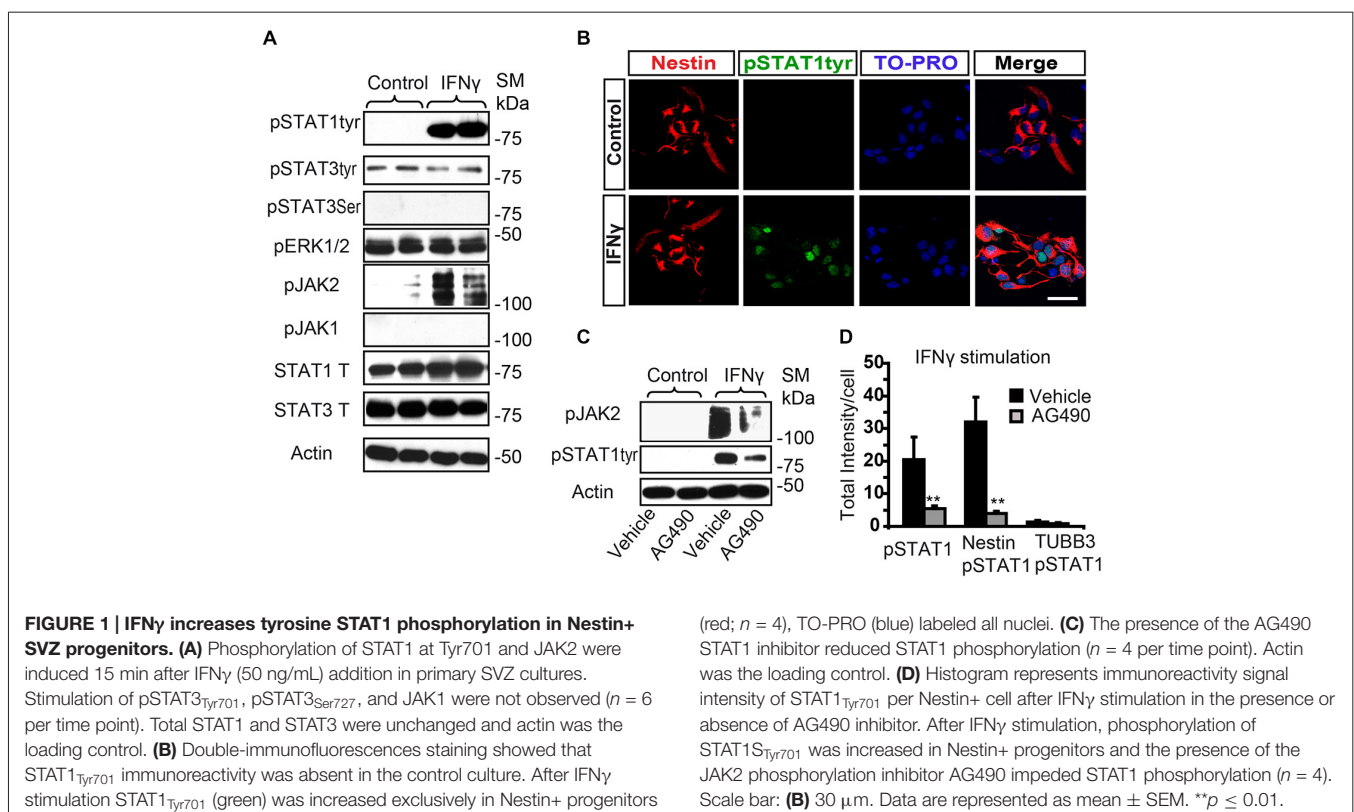 A
Control IFNγ SM
kDa
pSTAT1tyr -75
pSTAT3tyr -75
pSTAT3Ser -75
pERK1/2 -50
pJAK2 -100
pJAK1 -100
STAT1 T -75
STAT3 T -75
Actin -50
B
Nestin pSTAT1tyr TO-PRO Merge
Control
IFNγ
C
Control IFNγ SM
kDa
pJAK2 -100
pSTAT1tyr -75
Actin -50
Vehicle AG490 Vehicle AG490
D
IFNγ stimulation
Total Intensity/cell
50
40
30
20
10
0
Vehicle
AG490
** **
pSTAT1 Nestin TUBB3
pSTAT1 pSTAT1
FIGURE 1 | IFNγ increases tyrosine STAT1 phosphorylation in Nestin+
SVZ progenitors. (A) Phosphorylation of STAT1 at Tyr701 and JAK2 were
induced 15 min after IFNγ (50 ng/mL) addition in primary SVZ cultures.
Stimulation of pSTAT3Tyr701, pSTAT3Ser727, and JAK1 were not observed (n = 6
per time point). Total STAT1 and STAT3 were unchanged and actin was the
loading control. (B) Double-immunofluorescences staining showed that
STAT1Tyr701 immunoreactivity was absent in the control culture. After IFNγ
stimulation STAT1Tyr701 (green) was increased exclusively in Nestin+ progenitors
(red; n = 4), TO-PRO (blue) labeled all nuclei. (C) The presence of the AG490
STAT1 inhibitor reduced STAT1 phosphorylation (n = 4 per time point). Actin
was the loading control. (D) Histogram represents immunoreactivity signal
intensity of STAT1Tyr701 per Nestin+ cell after IFNγ stimulation in the presence or
absence of AG490 inhibitor. After IFNγ stimulation, phosphorylation of
STAT1STyr701 was increased in Nestin+ progenitors and the presence of the
JAK2 phosphorylation inhibitor AG490 impeded STAT1 phosphorylation (n = 4).
Scale bar: (B) 30 μm. Data are represented as mean ± SEM. **p ≤ 0.01.